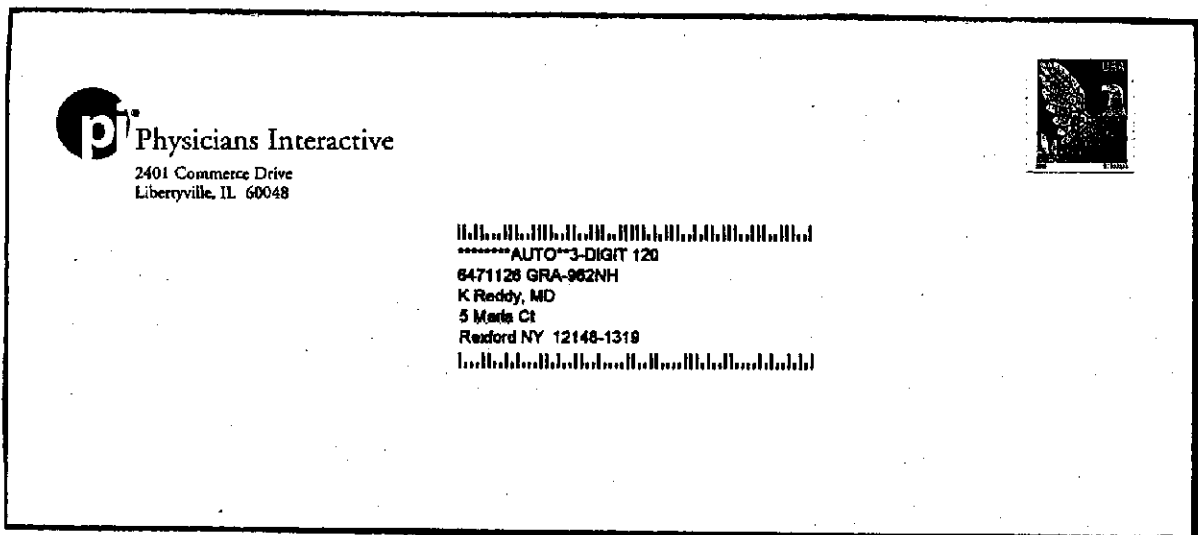 pi Physicians Interactive
2401 Commerce Drive
Libertyville, IL 60048
USA
********AUTO**3-DIGIT 120
6471126 GRA-962NH
K Reddy, MD
5 Maria Ct
Rexford NY 12148-1319